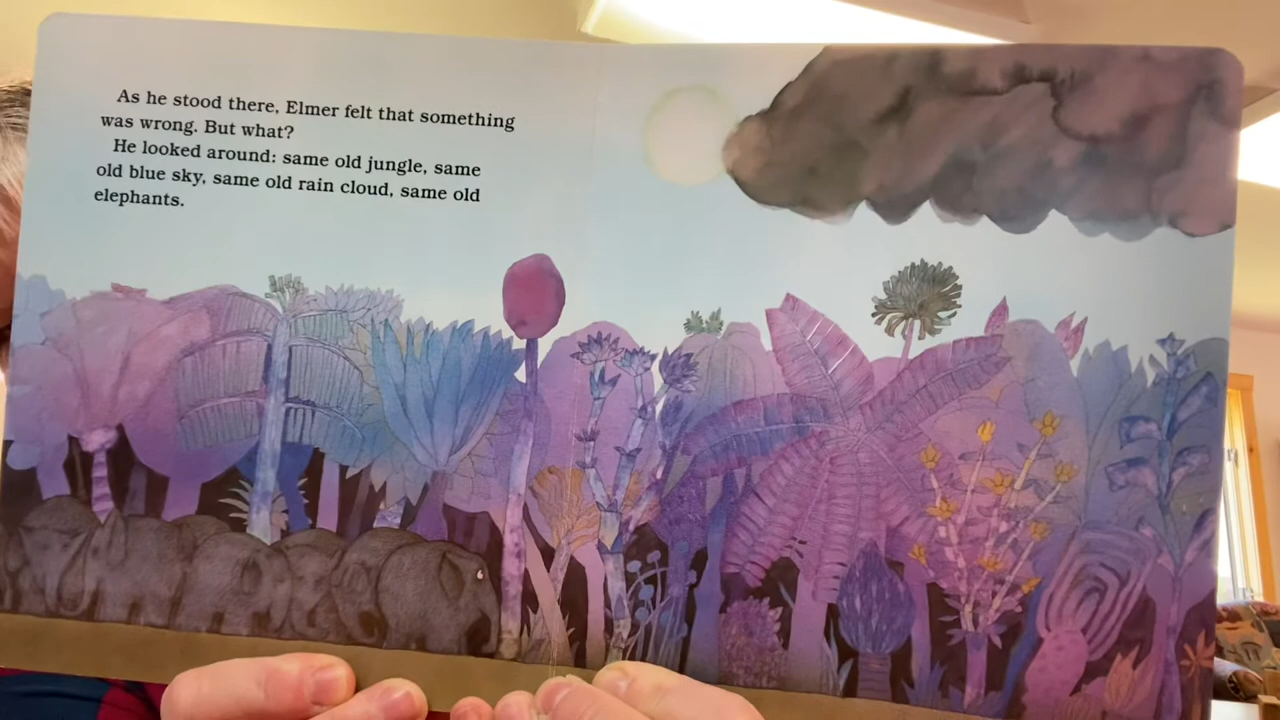 As he stood there, Elmer felt that something
was wrong. But what?
He looked around: same old jungle, same
old blue sky, same old rain cloud, same old
elephants.